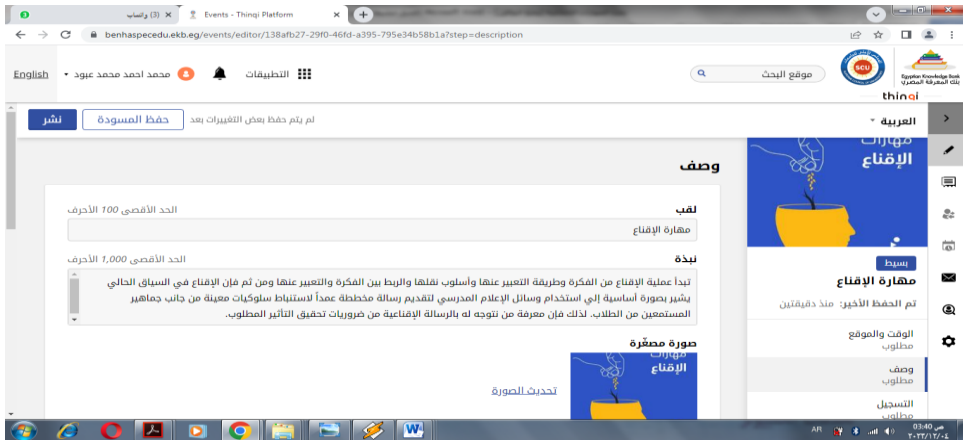 (3) واتساب
Events - Thinqi Platform
benhaspecedu.ekb.eg/events/editor/138afb27-29f0-46fd-a395-795e34b58b1a?step=description
English
محمد احمد محمد عبود
التطبيقات
موقع البحث
SCU
Egyptian Knowledge Bank
بنك المعرفة المصري
thinqi
نشر
حفظ المسودة
لم يتم حفظ بعض التغييرات بعد
العربية
مهارات
الإقناع
بسيط
مهارة الإقناع
تم الحفظ الأخير: منذ دقيقتين
الوقت والموقع
مطلوب
وصف
مطلوب
التسجيل
مطلوب
وصف
لقب
الحد الأقصى 100 الأحرف
مهارة الإقناع
نبذة
الحد الأقصى 1,000 الأحرف
تبدأ عملية الإقناع من الفكرة وطريقة التعبير عنها وأسلوب نقلها والربط بين الفكرة والتعبير عنها ومن ثم فإن الإقناع في السياق الحالي
يشير بصورة أساسية إلي استخدام وسائل الإعلام المدرسي لتقديم رسالة مخططة عمداً لاستنباط سلوكيات معينة من جانب جماهير
المستمعين من الطلاب. لذلك فإن معرفة من نتوجه له بالرسالة الإقناعية من ضروريات تحقيق التأثير المطلوب.
صورة مصغّرة
مهارات
الإقناع
تحديث الصورة
AR
03:40 ص
٢٠٢٢/١٢/٠٤